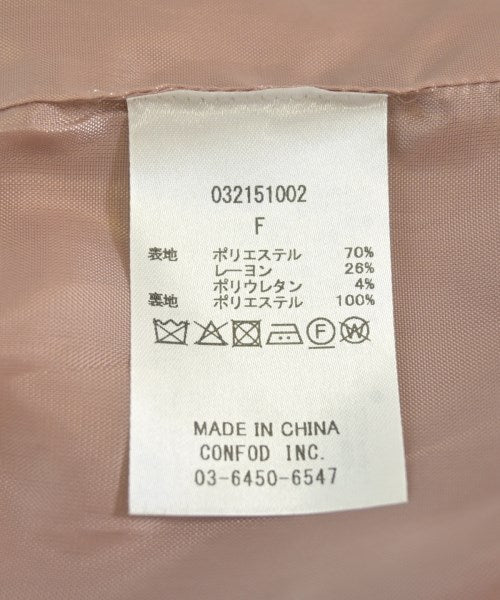 032151002
F
表地 ポリエステル 70%
レーヨン 26%
ポリウレタン 4%
裏地 ポリエステル 100%
F W
MADE IN CHINA
CONFOD INC.
03-6450-6547